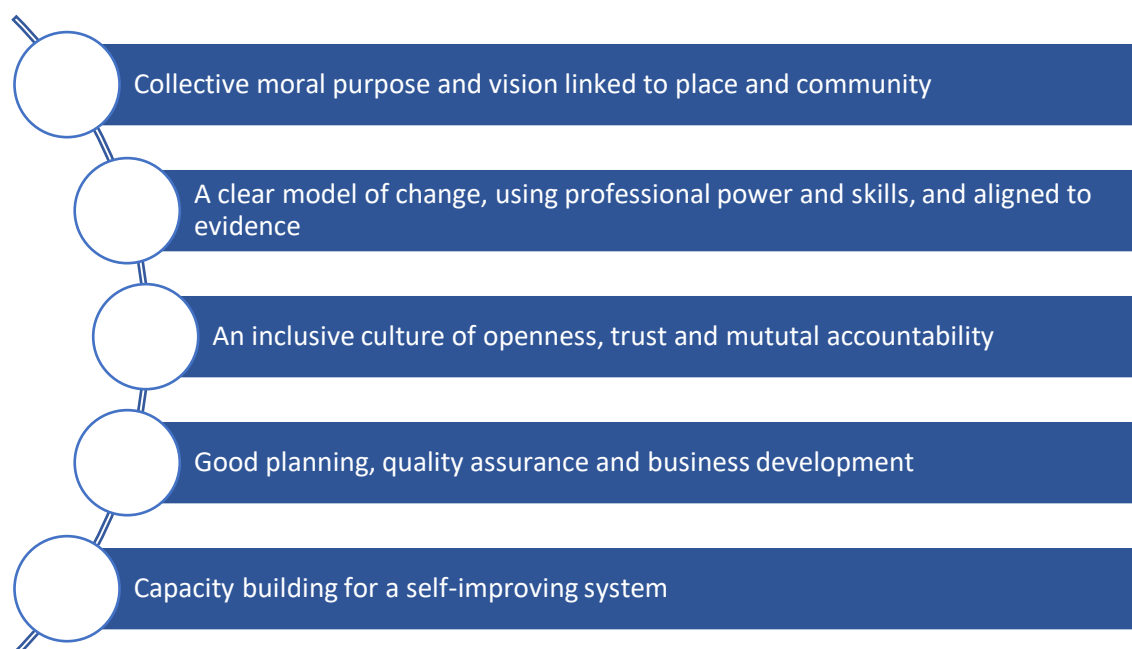 Collective moral purpose and vision linked to place and community
A clear model of change, using professional power and skills, and aligned to
evidence
An inclusive culture of openness, trust and mututal accountability
Good planning, quality assurance and business development
Capacity building for a self-improving system